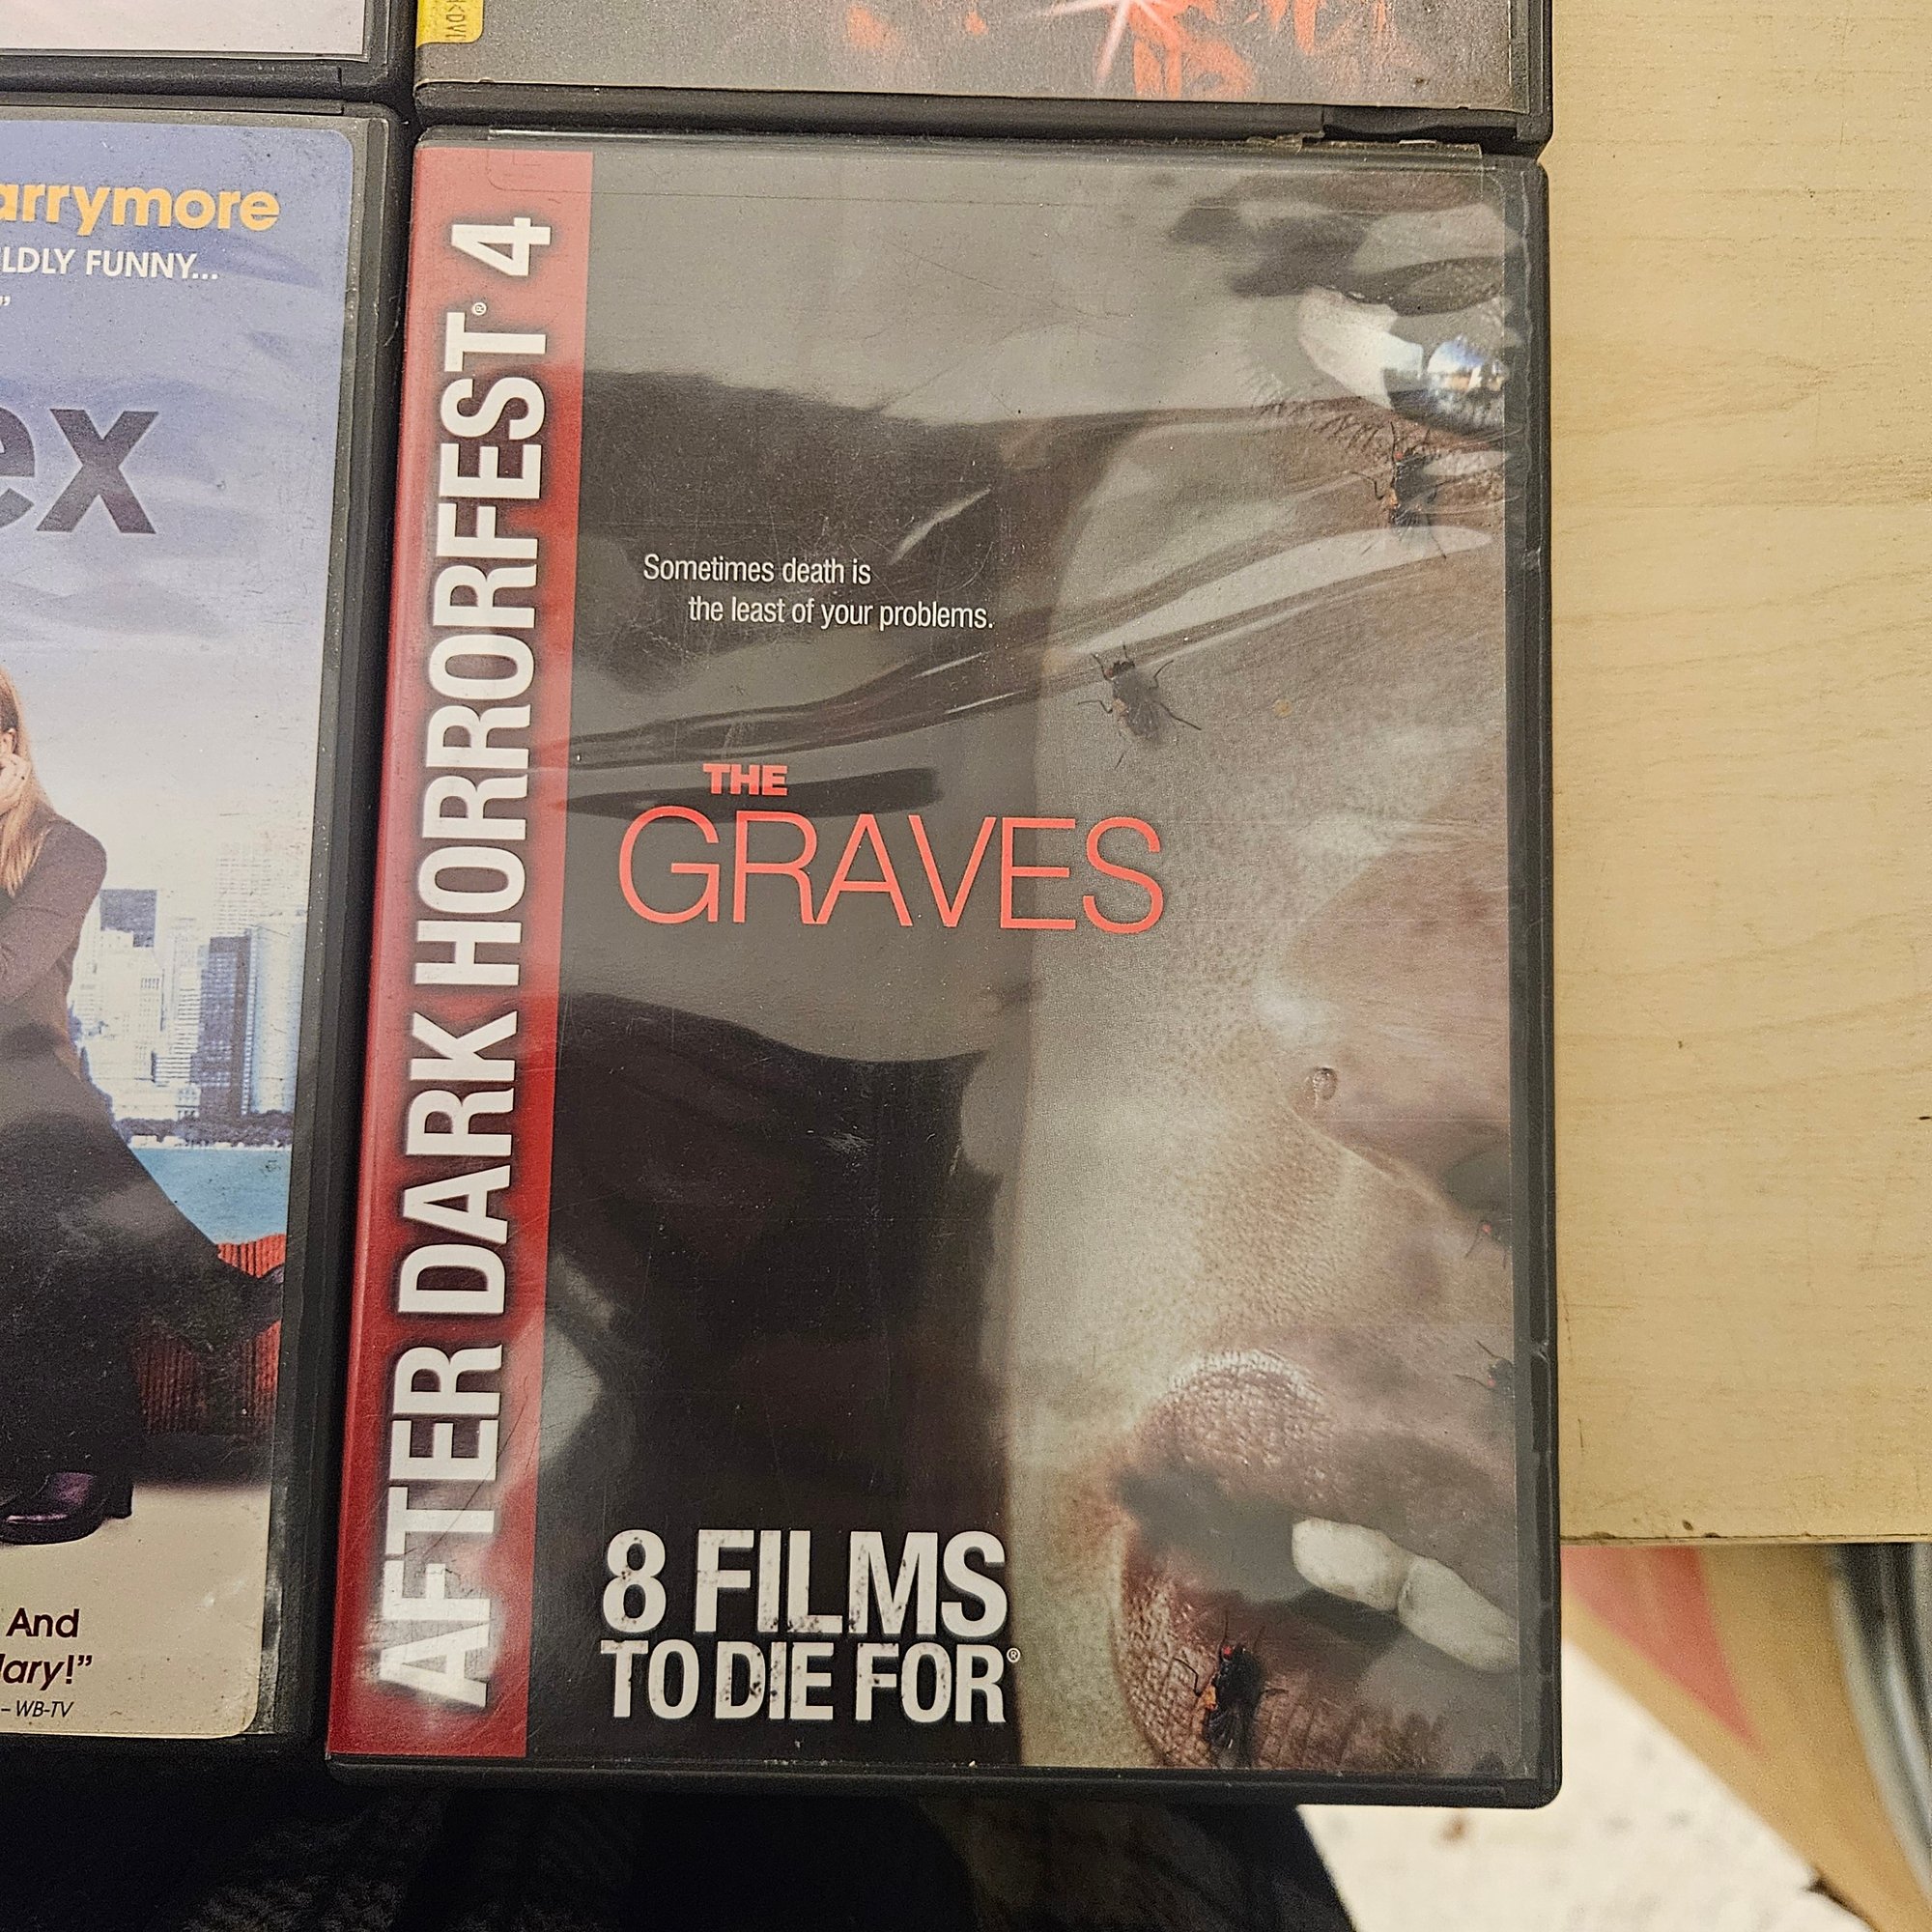 arrymore
LDLY FUNNY...
”
ex
And
lary!”
– WB-TV
AFTER DARK HORRORFEST® 4
Sometimes death is
the least of your problems.
THE
GRAVES
8 FILMS
TO DIE FOR®